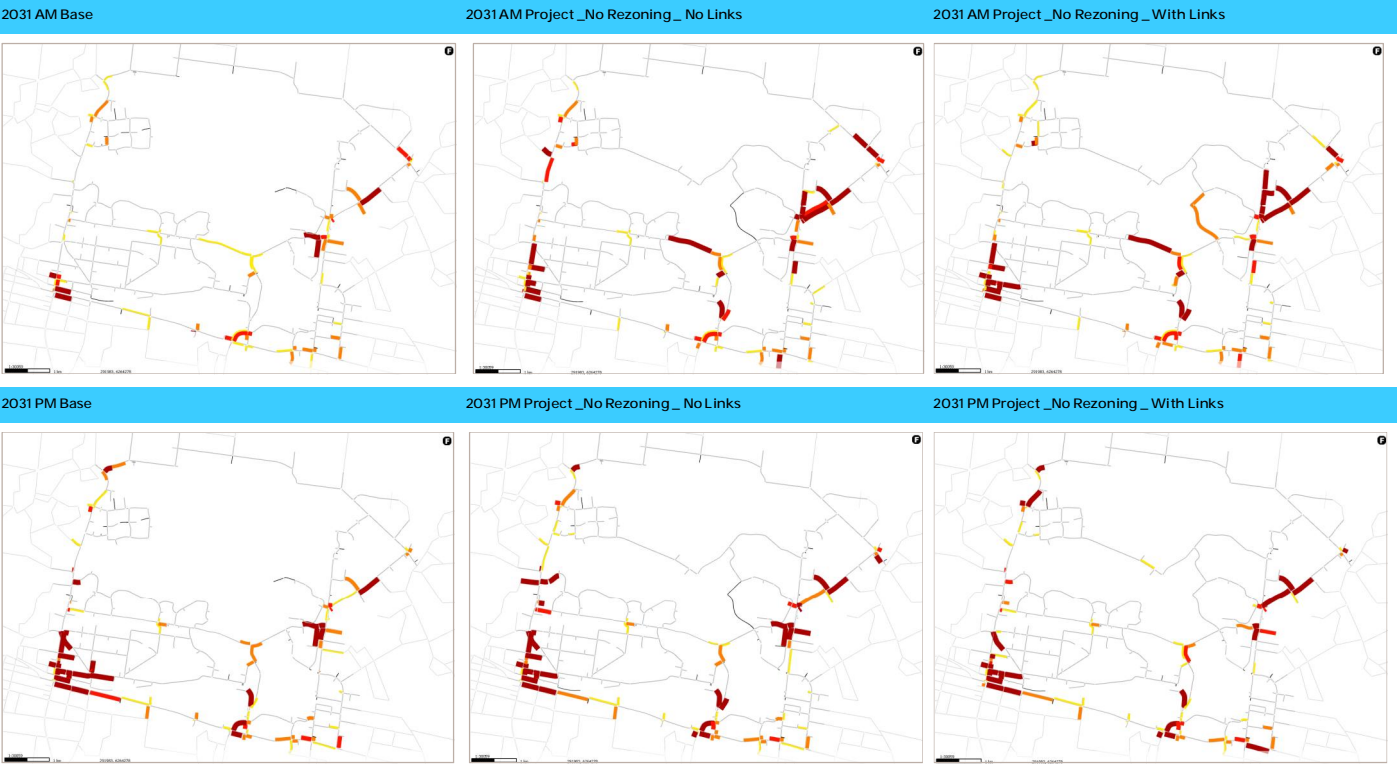 2031 AM Base
2031 AM Project _No Rezoning _ No Links
2031 AM Project _No Rezoning _ With Links
2031 PM Base
2031 PM Project _No Rezoning _ No Links
2031 PM Project _No Rezoning _ With Links